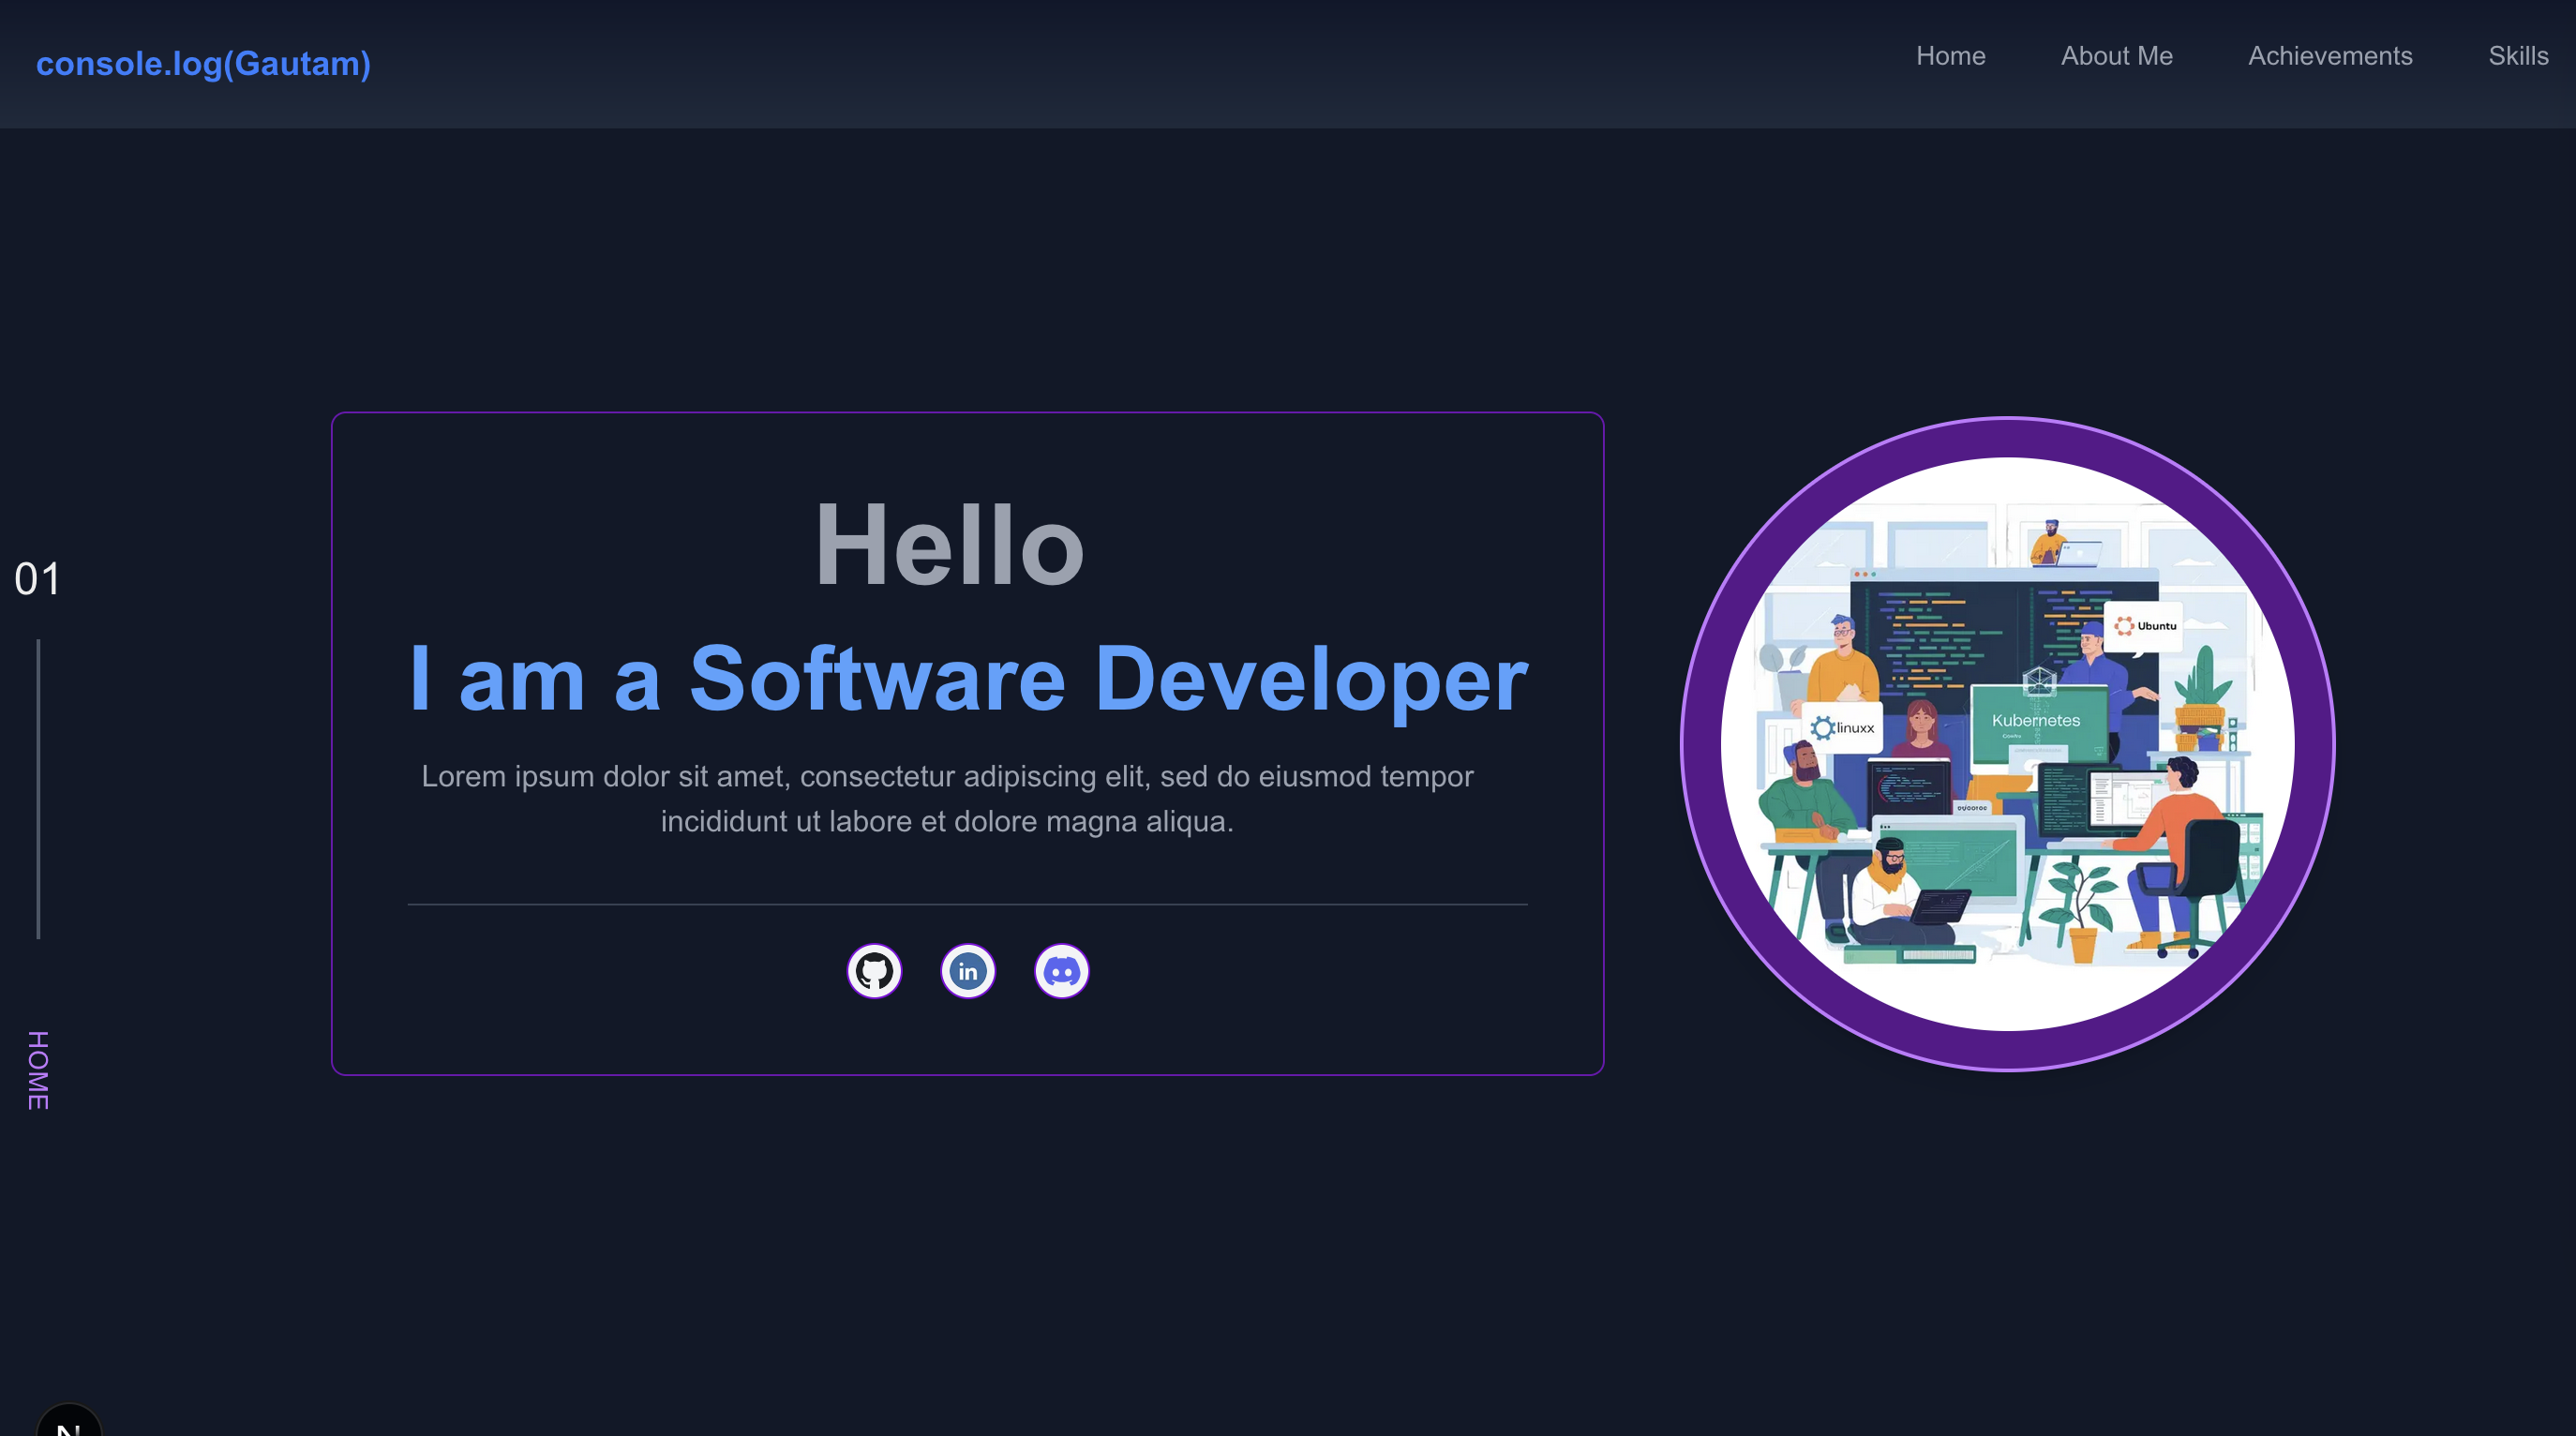 console.log(Gautam)
Home About Me Achievements Skills
01
HOME
Hello
I am a Software Developer
Lorem ipsum dolor sit amet, consectetur adipiscing elit, sed do eiusmod tempor
incididunt ut labore et dolore magna aliqua.
in
Ubuntu
linuxx
Kubernetes
N